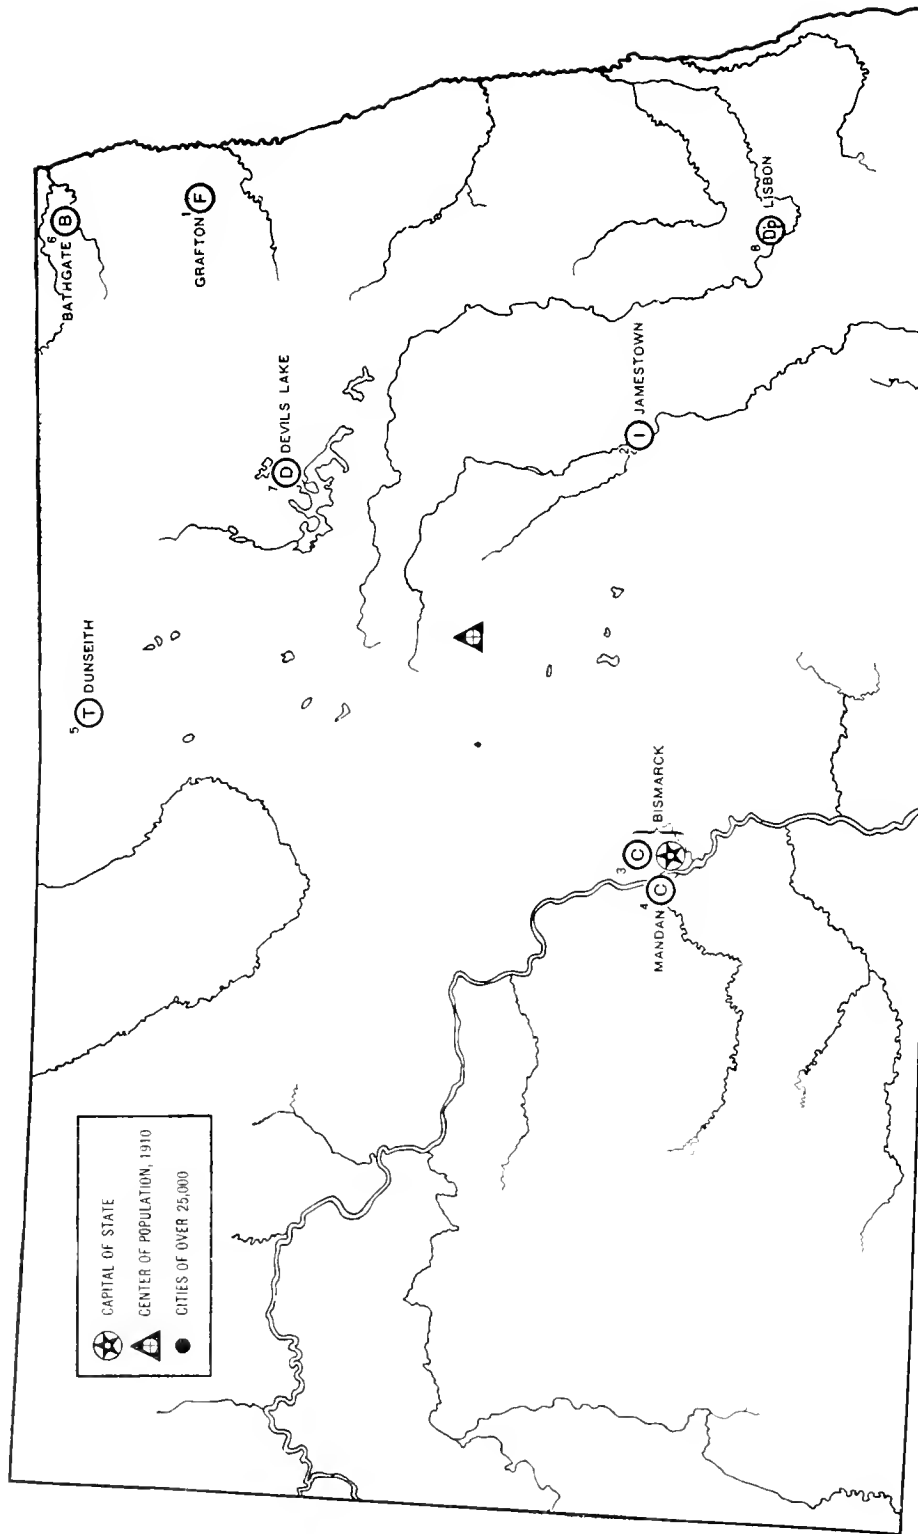 CAPITAL OF STATE
CENTER OF POPULATION, 1910
CITIES OF OVER 25,000
5
T DUNSEITH
6
BATHGATE B
1
GRAFTON F
7
D DEVILS LAKE
2
I JAMESTOWN
8
Dp LISBON
3
C
BISMARCK
4
MANDAN C